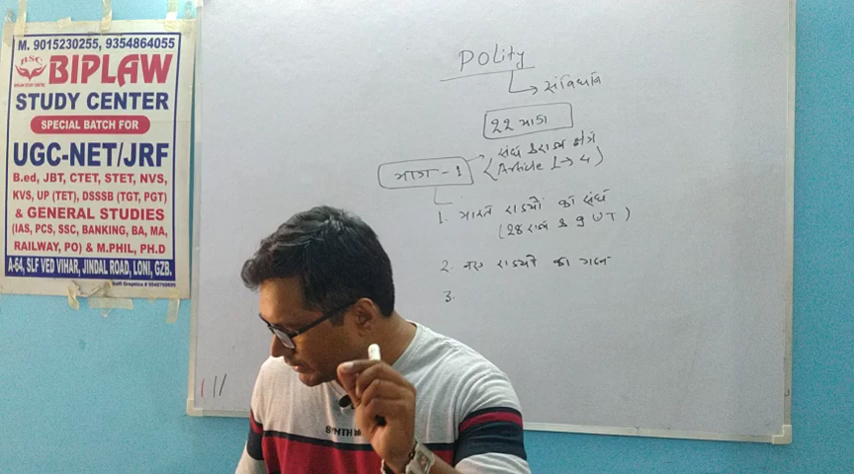 M. 9015230255, 9354864055
BSC
BIPLAW
STUDY CENTER
SPECIAL BATCH FOR
UGC-NET/JRF
B.ed, JBT, CTET, STET, NVS,
KVS, UP (TET), DSSSB (TGT, PGT)
& GENERAL STUDIES
(IAS, PCS, SSC, BANKING, BA, MA,
RAILWAY, PO) & M.PHIL, PH.D
A-64, SLF VED VIHAR, JINDAL ROAD, LONI, GZB.
POLity
संविधान
22 भाग
संघ & राज्य क्षेत्र
भाग - 1
(Article 1 → 4)
1. भारत राज्यों का संघ
(28 राज्य & 9 UT)
2. नए राज्यों का गठन
3.